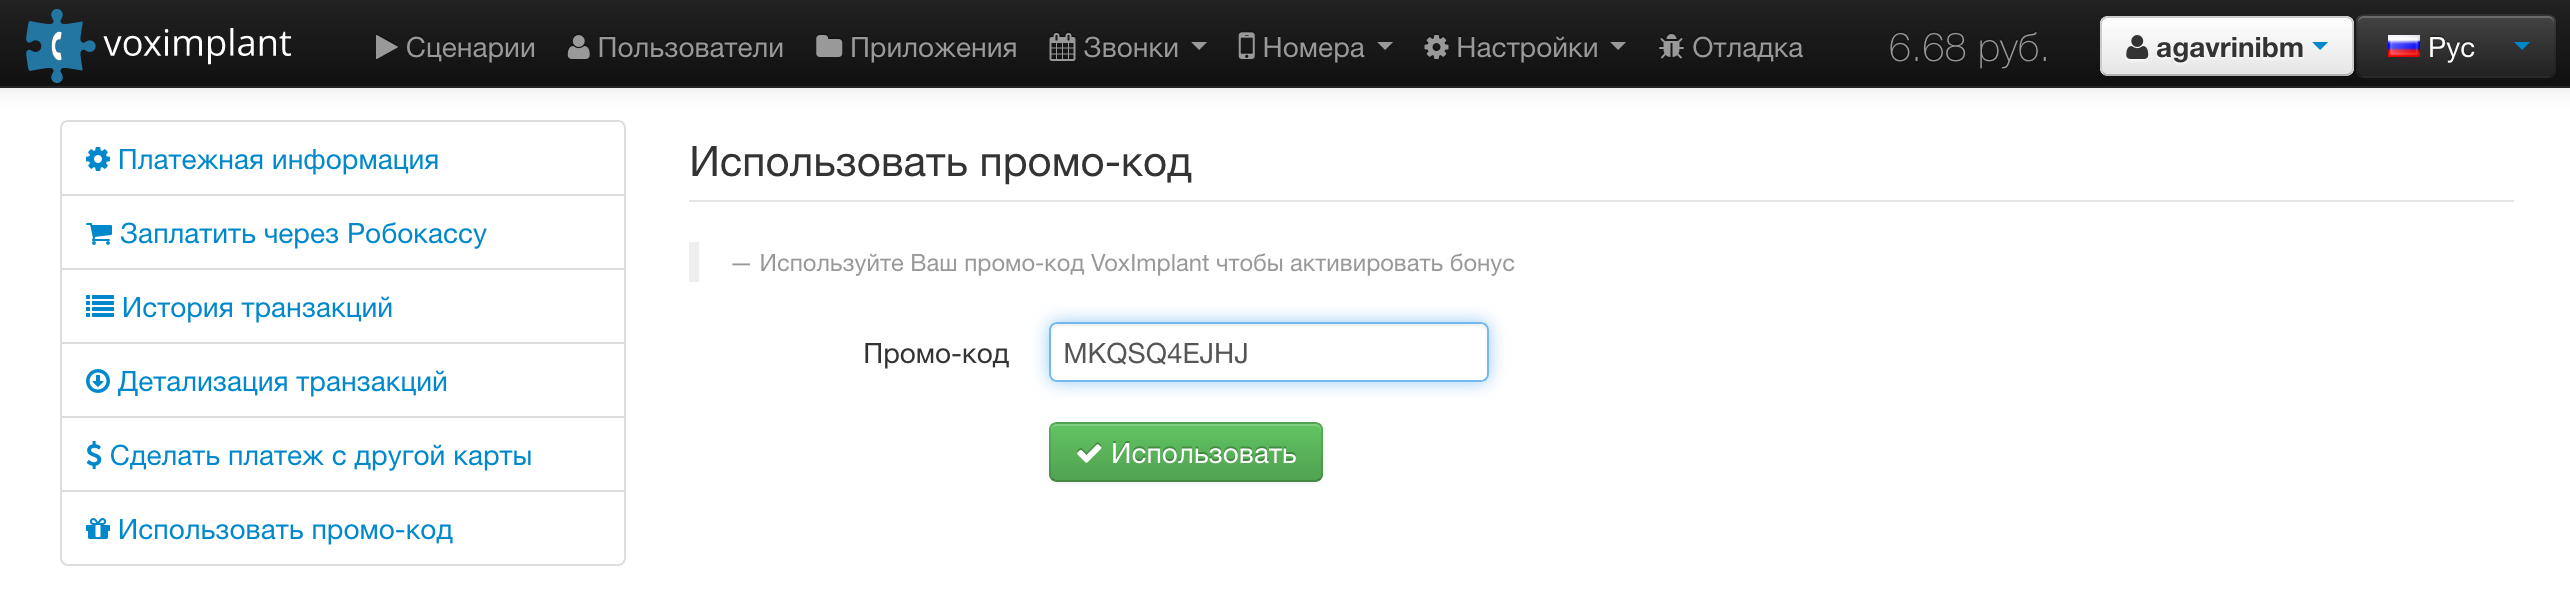 voximplant Сценарии Пользователи Приложения Звонки Номера Настройки Отладка 6.68 руб. agavrinibm Рус
Платежная информация
Заплатить через Робокассу
История транзакций
Детализация транзакций
Сделать платеж с другой карты
Использовать промо-код
Использовать промо-код
— Используйте Ваш промо-код VoxImplant чтобы активировать бонус
Промо-код MKQSQ4EJHJ
Использовать